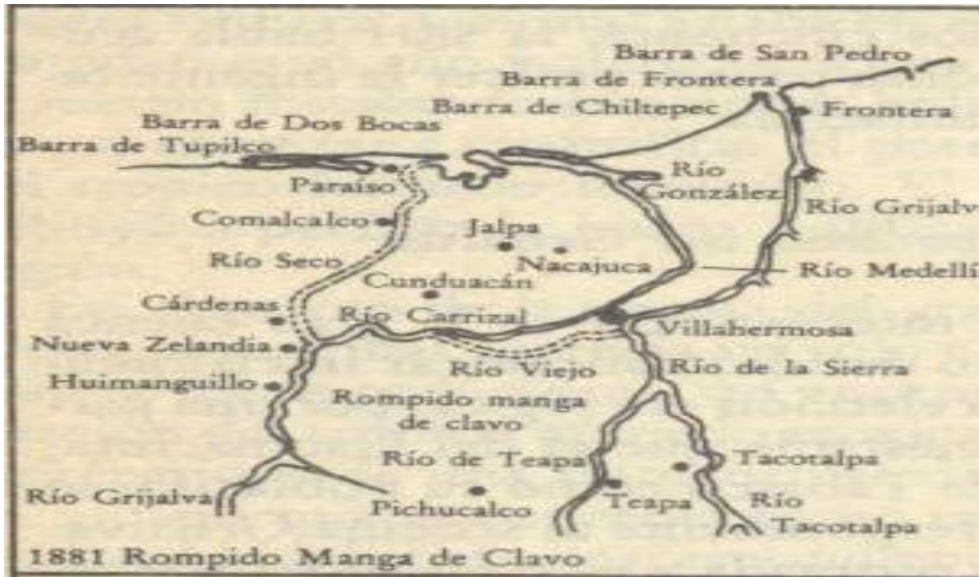 Barra de San Pedro
Barra de Frontera
Barra de Chiltepec
Frontera
Barra de Dos Bocas
Barra de Tupilco
Paraíso
Río
González
Comalcalco
Jalpa
Río Grijalv
Río Seco
Nacajuca
Río Medellí
Cunduacán
Cárdenas
Río Carrizal
Villahermosa
Nueva Zelandia
Río Viejo
Río de la Sierra
Huimanguillo
Rompido manga
de clavo
Río de Teapa
Tacotalpa
Río Grijalva
Pichucalco
Teapa
Río
Tacotalpa
1881 Rompido Manga de Clavo